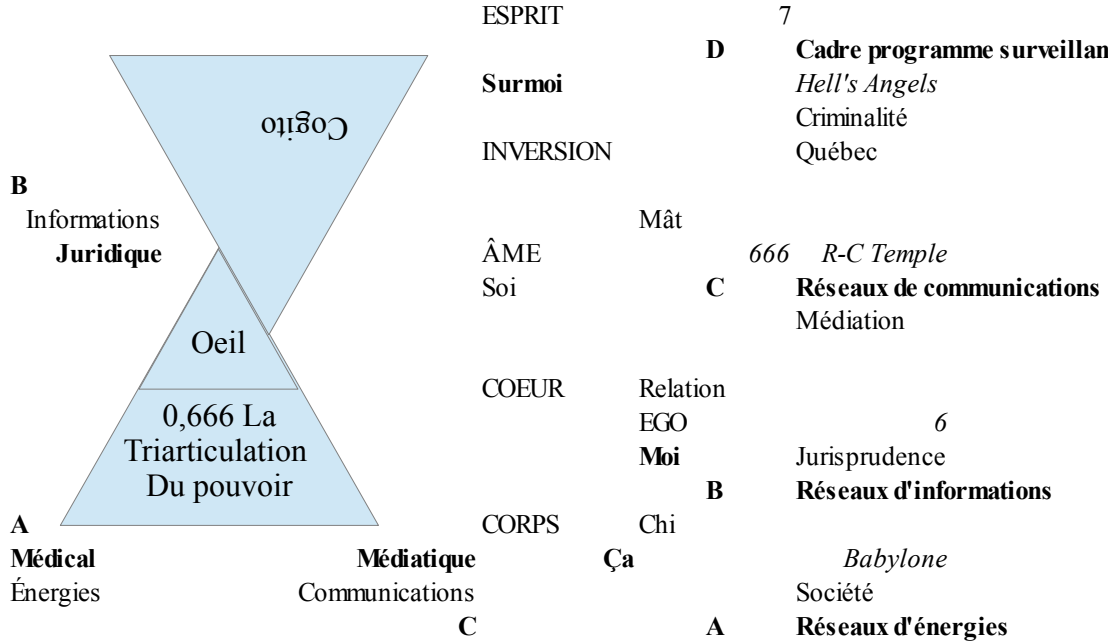 ESPRIT 7
D Cadre programme surveillan
Surmoi Hell's Angels
Cogito
Criminalité
INVERSION Québec
B
Informations Mât
Juridique ÂME 666 R-C Temple
Soi C Réseaux de communications
Médiation
Oeil
COEUR Relation
0,666 La EGO 6
Triarticulation Moi Jurisprudence
Du pouvoir B Réseaux d'informations
A CORPS Chi
Médical Médiatique Ça Babylone
Énergies Communications Société
C A Réseaux d'énergies